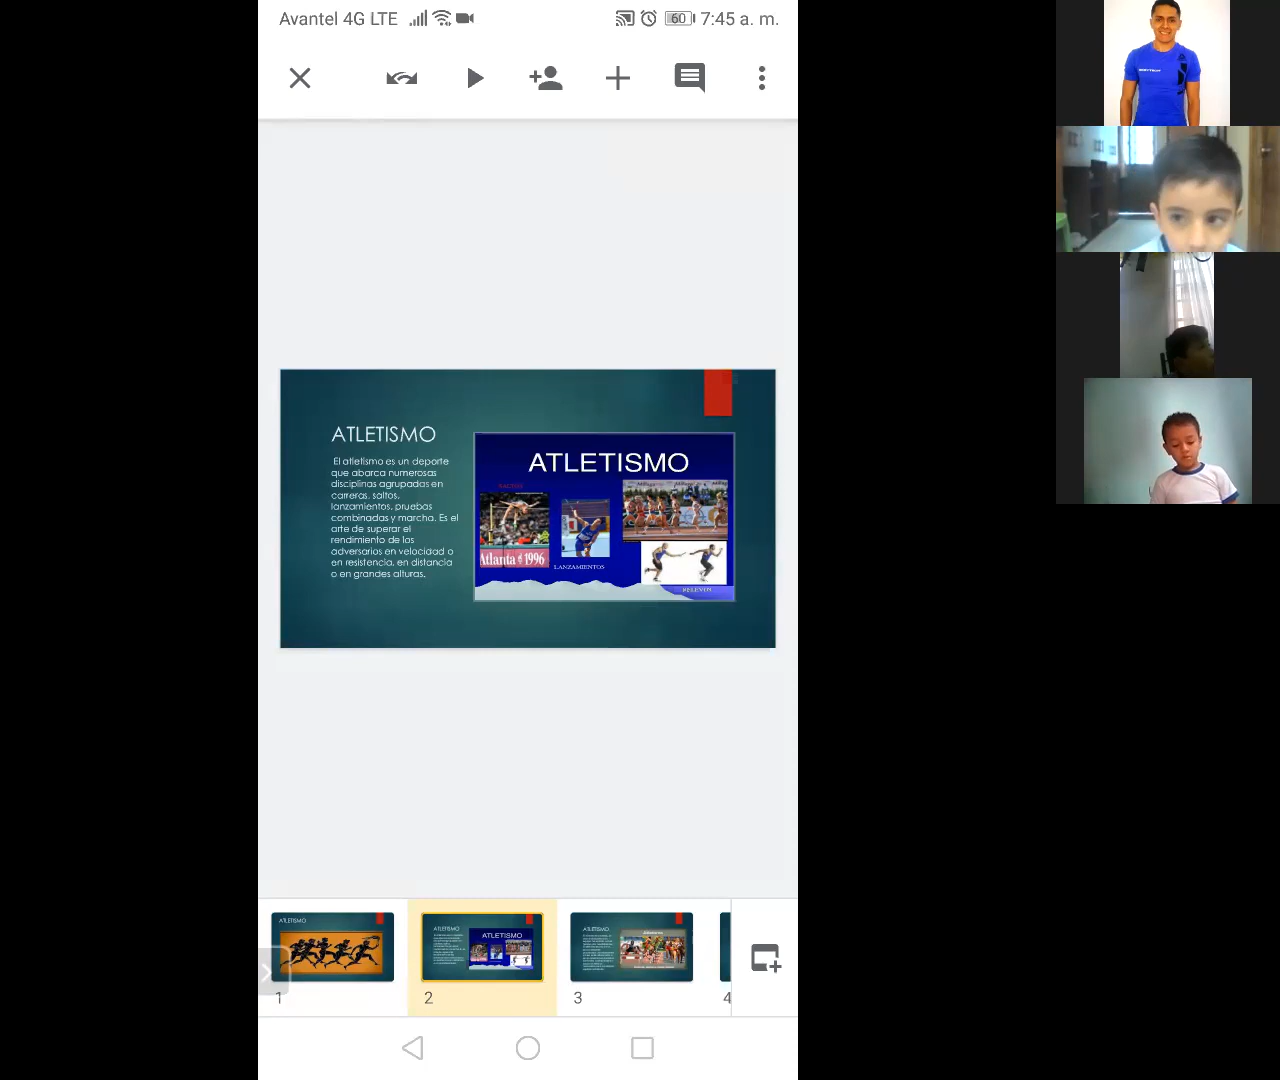 Avantel 4G LTE 60 7:45 a. m.
ATLETISMO
El atletismo es un deporte
que abarca numerosas
disciplinas agrupadas en
carreras, saltos,
lanzamientos, pruebas
combinadas y marcha. Es el
arte de superar el
rendimiento de los
adversarios en velocidad o
en resistencia, en distancia
o en grandes alturas.
ATLETISMO
SALTOS
Atlanta 1996
LANZAMIENTOS
RELEVOS
ATLETISMO
ATLETISMO
ATLETISMO
ATLETISMO
1
2
3
4